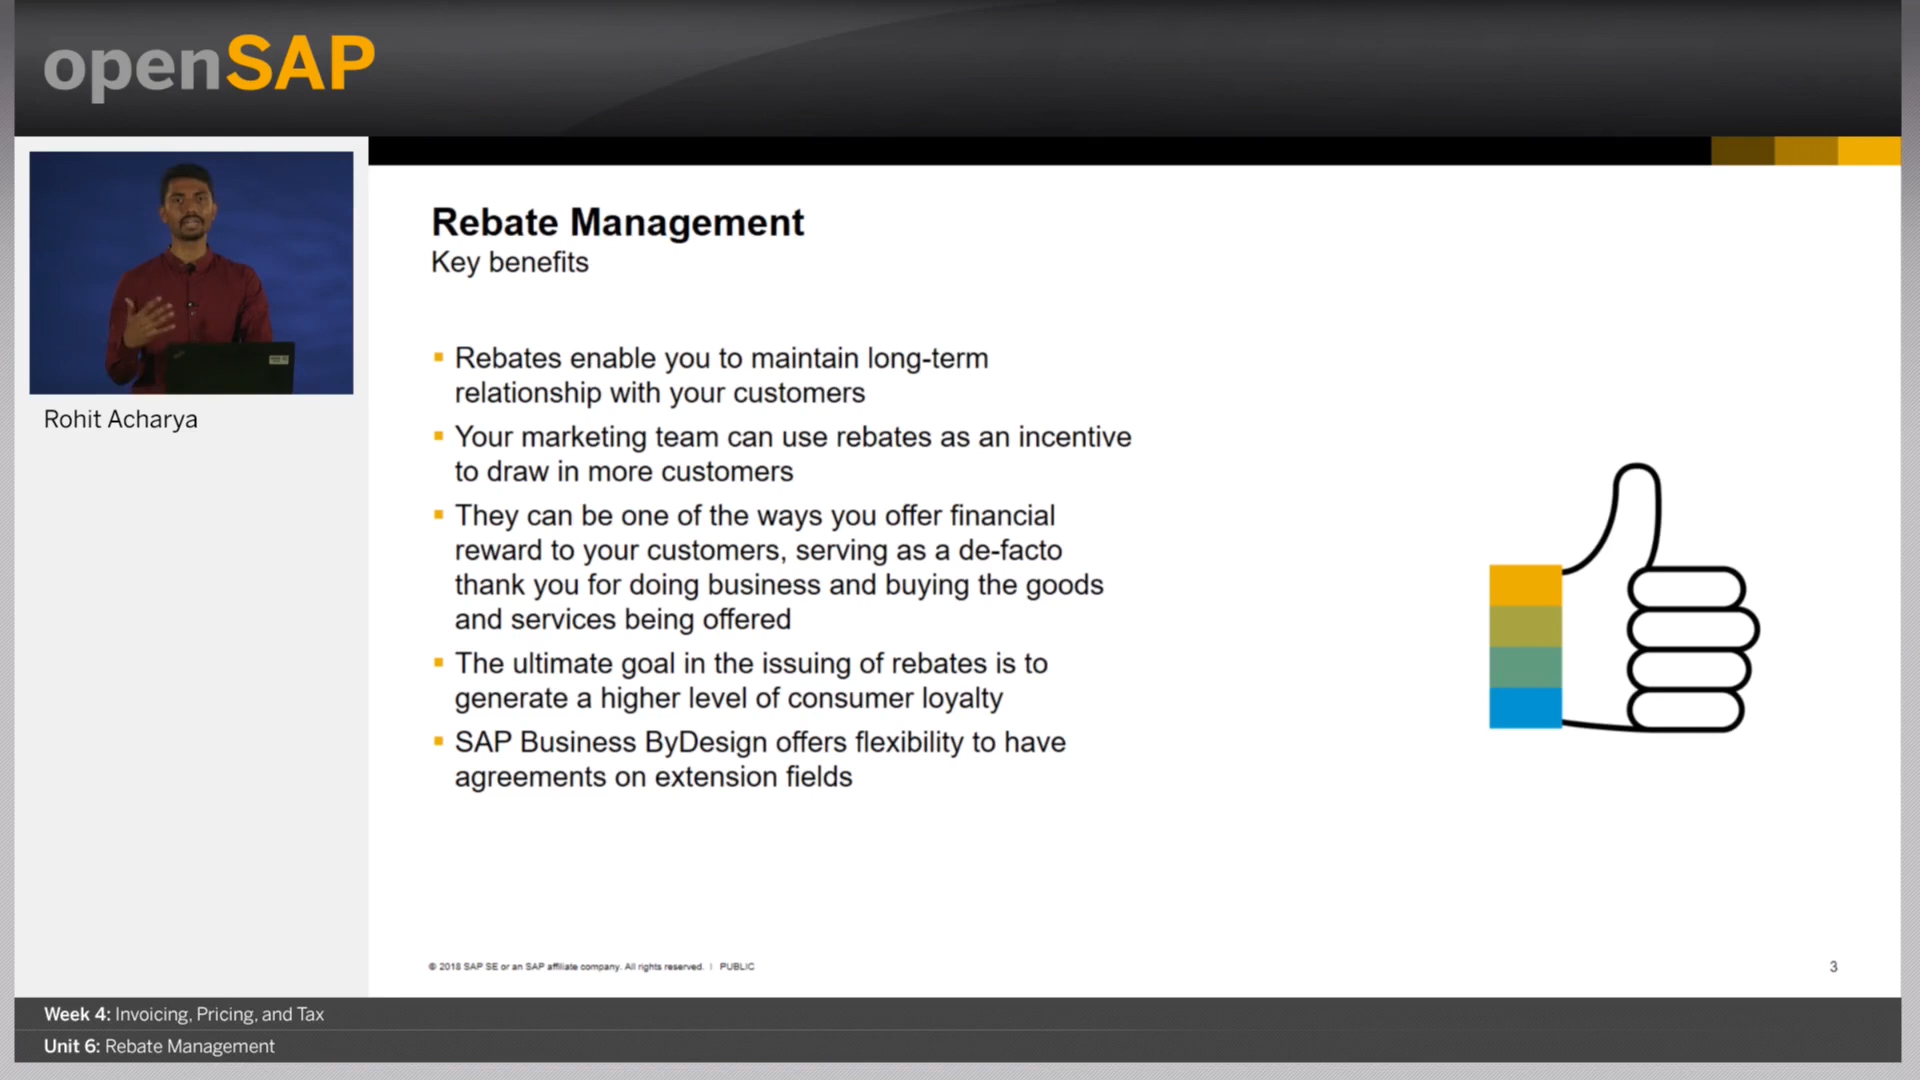 openSAP
Rohit Acharya
Rebate Management
Key benefits
Rebates enable you to maintain long-term
relationship with your customers
Your marketing team can use rebates as an incentive
to draw in more customers
They can be one of the ways you offer financial
reward to your customers, serving as a de-facto
thank you for doing business and buying the goods
and services being offered
The ultimate goal in the issuing of rebates is to
generate a higher level of consumer loyalty
SAP Business ByDesign offers flexibility to have
agreements on extension fields
© 2018 SAP SE or an SAP affiliate company. All rights reserved. | PUBLIC
3
Week 4: Invoicing, Pricing, and Tax
Unit 6: Rebate Management